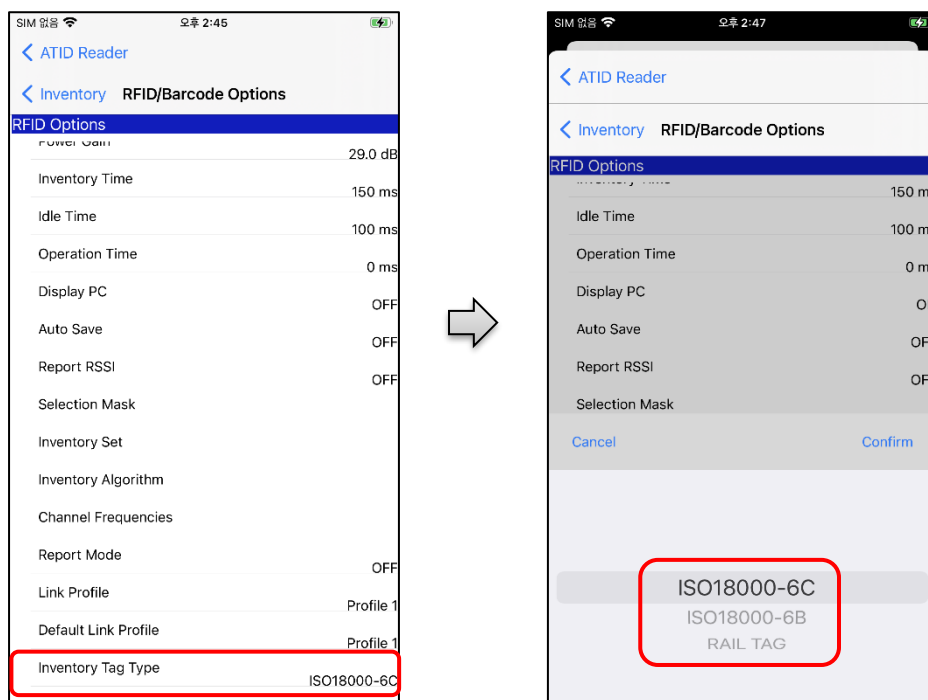 SIM 없음 오후 2:45
ATID Reader
Inventory RFID/Barcode Options
RFID Options
Power Gain
29.0 dB
Inventory Time
150 ms
Idle Time
100 ms
Operation Time
0 ms
Display PC
OFF
Auto Save
OFF
Report RSSI
OFF
Selection Mask
Inventory Set
Inventory Algorithm
Channel Frequencies
Report Mode
OFF
Link Profile
Profile 1
Default Link Profile
Profile 1
Inventory Tag Type
ISO18000-6C
SIM 없음 오후 2:47
ATID Reader
Inventory RFID/Barcode Options
RFID Options
150 m
Idle Time
100 m
Operation Time
0 m
Display PC
O
Auto Save
OF
Report RSSI
OF
Selection Mask
Cancel Confirm
ISO18000-6C
ISO18000-6B
RAIL TAG